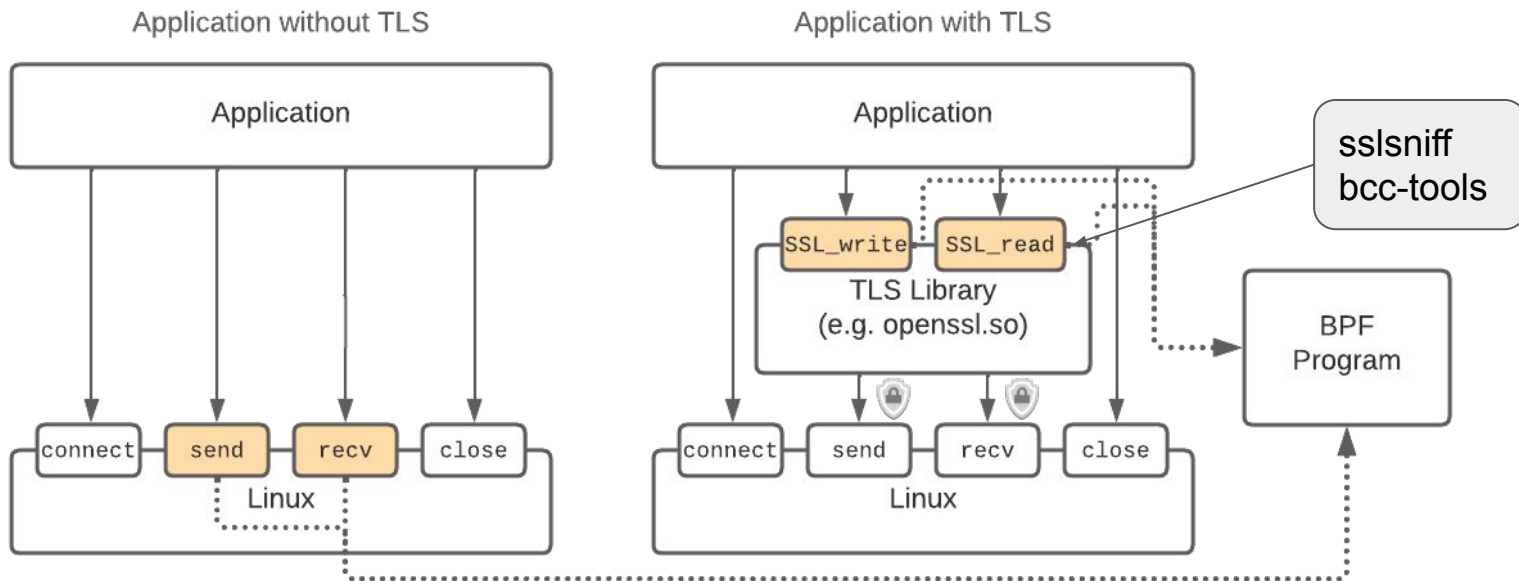 Application without TLS
Application
connect
send
recv
close
Linux
Application with TLS
Application
SSL_write
SSL_read
TLS Library
(e.g. openssl.so)
connect
send
recv
close
Linux
sslsniff
bcc-tools
BPF
Program